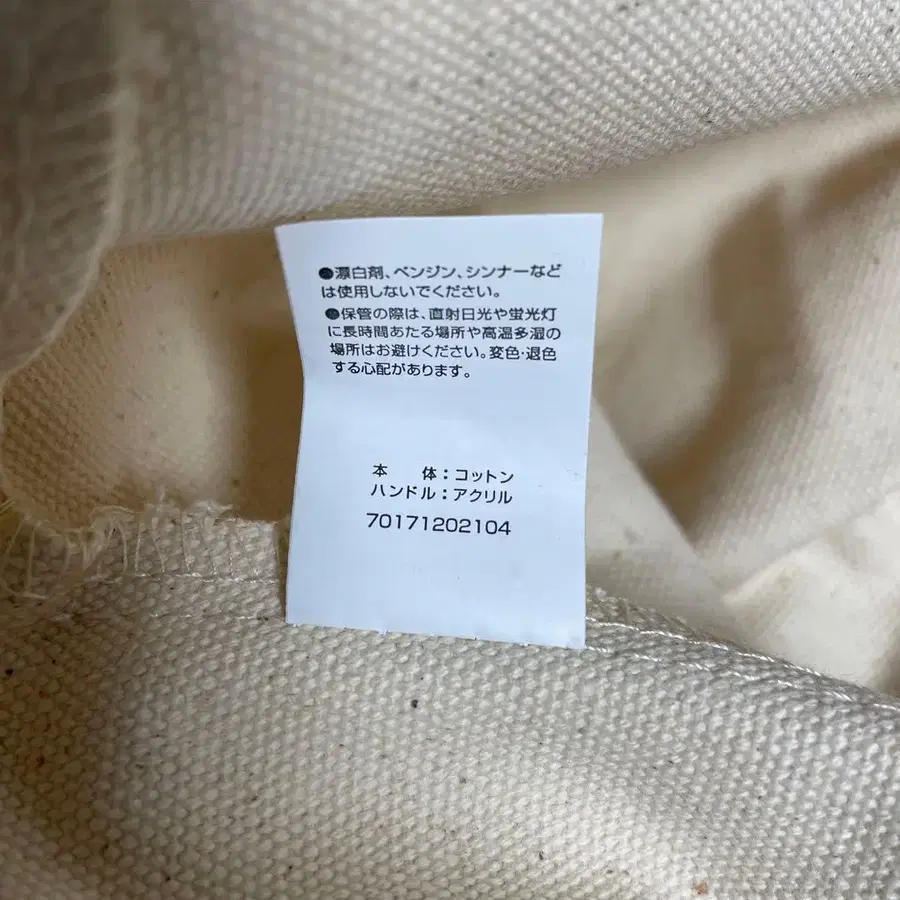 ●漂白剤、ベンジン、シンナーなど
は使用しないでください。
●保管の際は、直射日光や蛍光灯
に長時間あたる場所や高温多湿の
場所はお避けください。変色・退色
する心配があります。
本　体：コットン
ハンドル：アクリル
70171202104